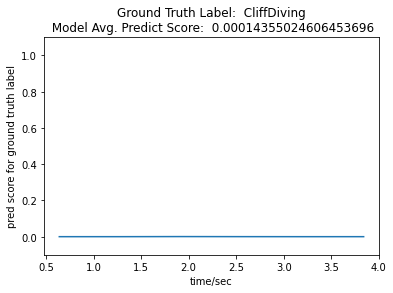 Ground Truth Label:  CliffDiving
Model Avg. Predict Score:  0.00014355024606453696
1.0
0.8
0.6
0.4
0.2
0.0
pred score for ground truth label
0.5 1.0 1.5 2.0 2.5 3.0 3.5 4.0
time/sec